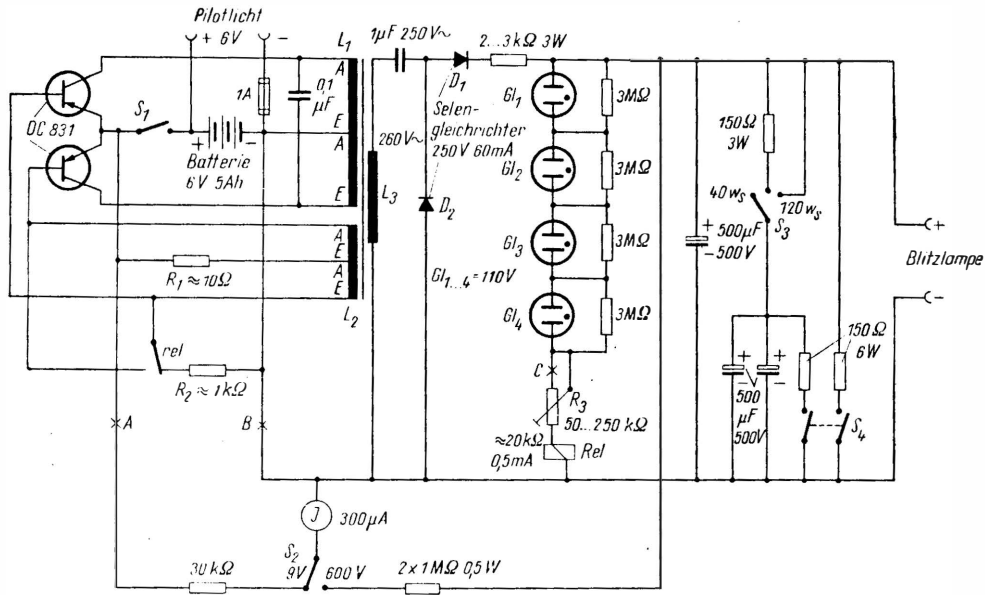 Pilotlicht
+ 6V −
L1
A
0,1
µF
1A
E
A
E
S1
OC 831
+ −
Batterie
6V 5Ah
A
E
A
E
L2
R1 ≈ 10Ω
rel
R2 ≈ 1kΩ
A
B
1µF 250V~
D1
Selen-
gleichrichter
250V 60mA
260V~
L3
D2
2...3 kΩ 3W
Gl1
3MΩ
Gl2
3MΩ
Gl3
3MΩ
Gl1...4 = 110V
Gl4
3MΩ
C
R3
50...250 kΩ
≈20kΩ
0,5mA
Rel
150Ω
3W
40 Ws
120 Ws
S3
+ 500µF
− 500V
+ +
− −
500
µF
500V
150Ω
6W
S4
+
Blitzlampe
−
J
300µA
S2
9V
600V
30kΩ
2 × 1MΩ 0,5W